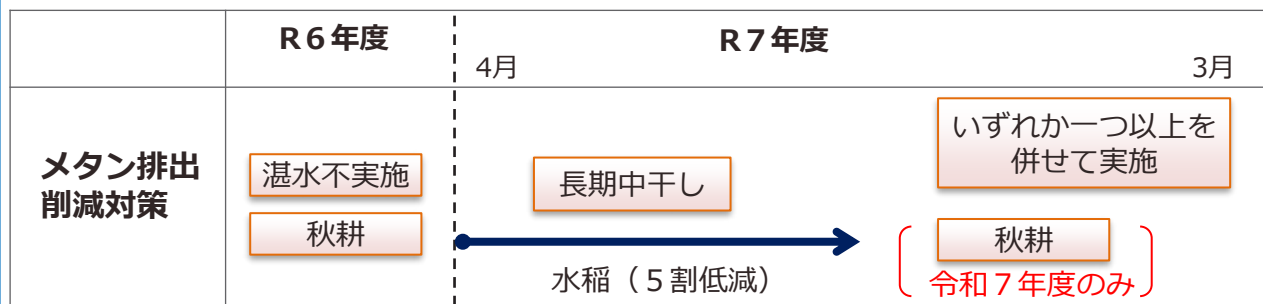 R６年度
R７年度
4月
3月
メタン排出
削減対策
湛水不実施
秋耕
長期中干し
水稲（５割低減）
いずれか一つ以上を
併せて実施
秋耕
令和７年度のみ